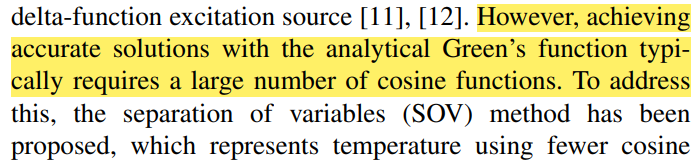 delta-function excitation source [11], [12]. However, achieving
accurate solutions with the analytical Green’s function typi-
cally requires a large number of cosine functions. To address
this, the separation of variables (SOV) method has been
proposed, which represents temperature using fewer cosine